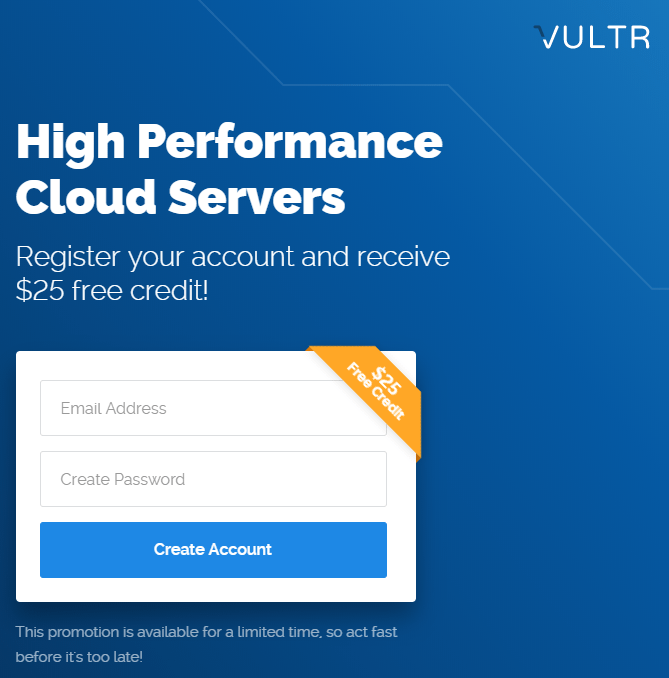 VULTR
High Performance
Cloud Servers
Register your account and receive
$25 free credit!
$25
Free Credit
Email Address
Create Password
Create Account
This promotion is available for a limited time, so act fast
before it's too late!